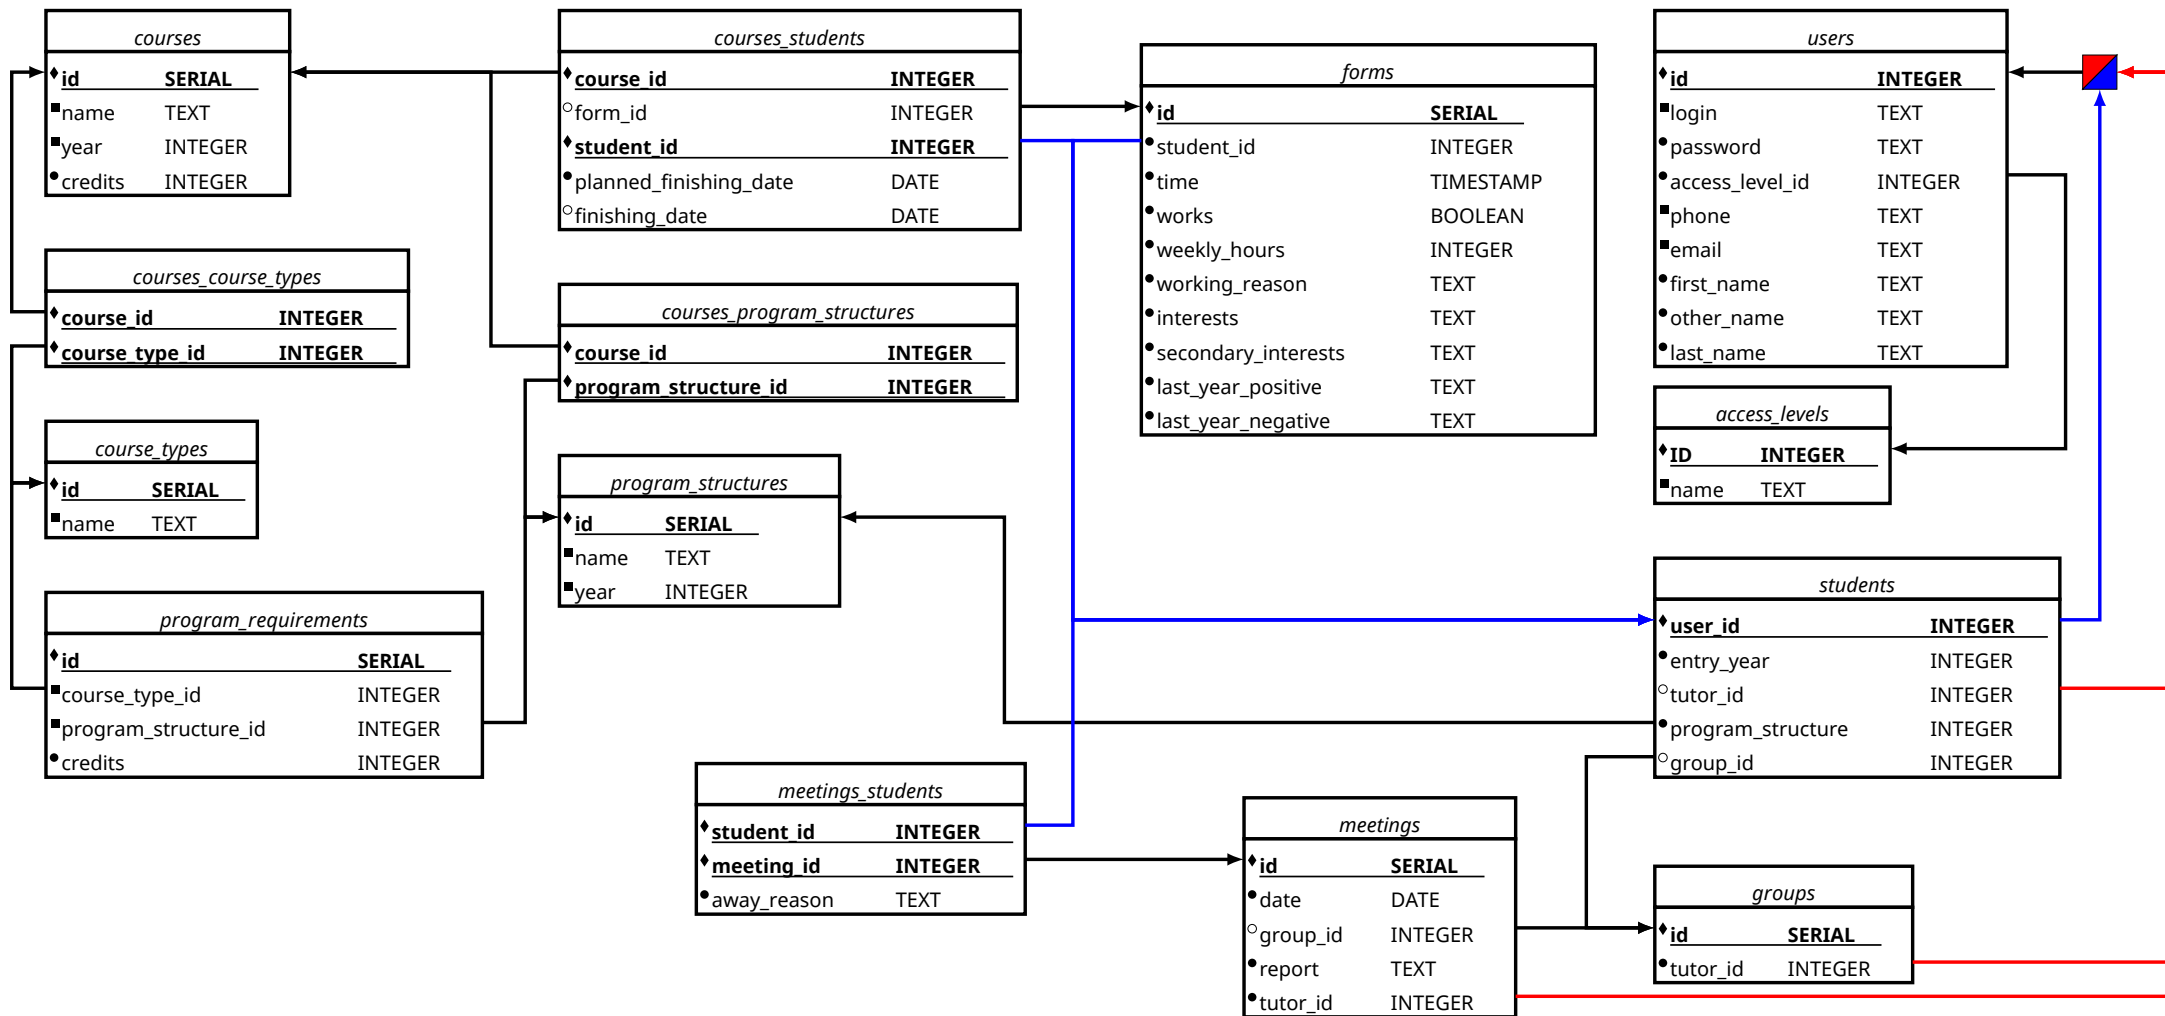 courses
id SERIAL
name TEXT
year INTEGER
credits INTEGER
courses_course_types
course_id INTEGER
course_type_id INTEGER
course_types
id SERIAL
name TEXT
program_requirements
id SERIAL
course_type_id INTEGER
program_structure_id INTEGER
credits INTEGER
courses_students
course_id INTEGER
form_id INTEGER
student_id INTEGER
planned_finishing_date DATE
finishing_date DATE
courses_program_structures
course_id INTEGER
program_structure_id INTEGER
program_structures
id SERIAL
name TEXT
year INTEGER
meetings_students
student_id INTEGER
meeting_id INTEGER
away_reason TEXT
forms
id SERIAL
student_id INTEGER
time TIMESTAMP
works BOOLEAN
weekly_hours INTEGER
working_reason TEXT
interests TEXT
secondary_interests TEXT
last_year_positive TEXT
last_year_negative TEXT
meetings
id SERIAL
date DATE
group_id INTEGER
report TEXT
tutor_id INTEGER
users
id INTEGER
login TEXT
password TEXT
access_level_id INTEGER
phone TEXT
email TEXT
first_name TEXT
other_name TEXT
last_name TEXT
access_levels
ID INTEGER
name TEXT
students
user_id INTEGER
entry_year INTEGER
tutor_id INTEGER
program_structure INTEGER
group_id INTEGER
groups
id SERIAL
tutor_id INTEGER